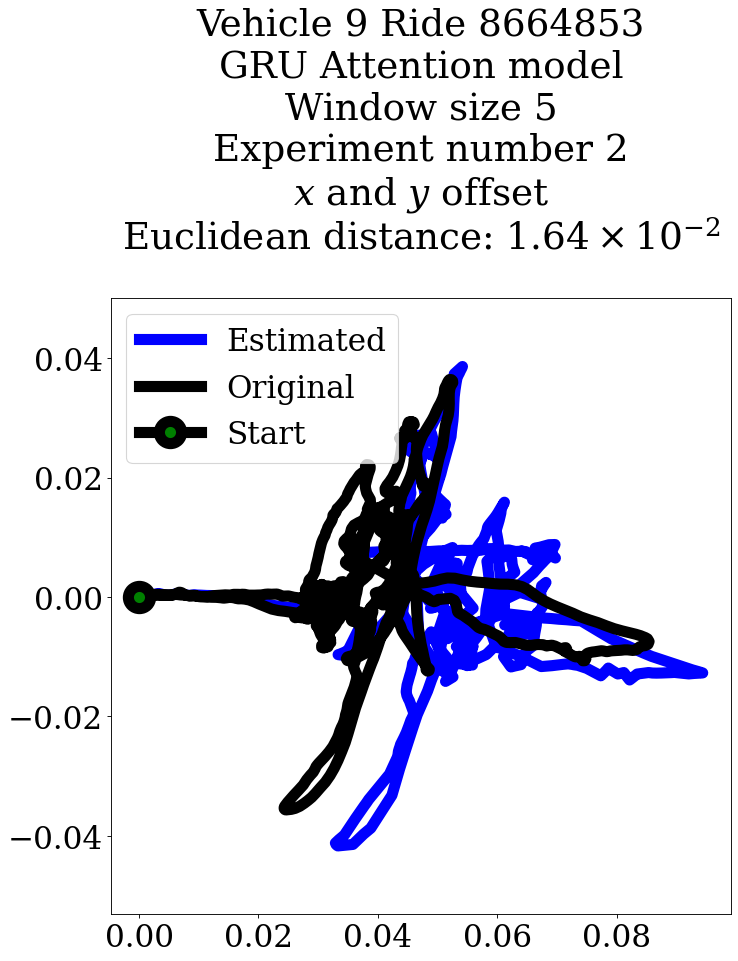 Vehicle 9 Ride 8664853
GRU Attention model
Window size 5
Experiment number 2
x and y offset
Euclidean distance: 1.64 × 10⁻²
Estimated
Original
Start
0.04
0.02
0.00
−0.02
−0.04
0.00 0.02 0.04 0.06 0.08